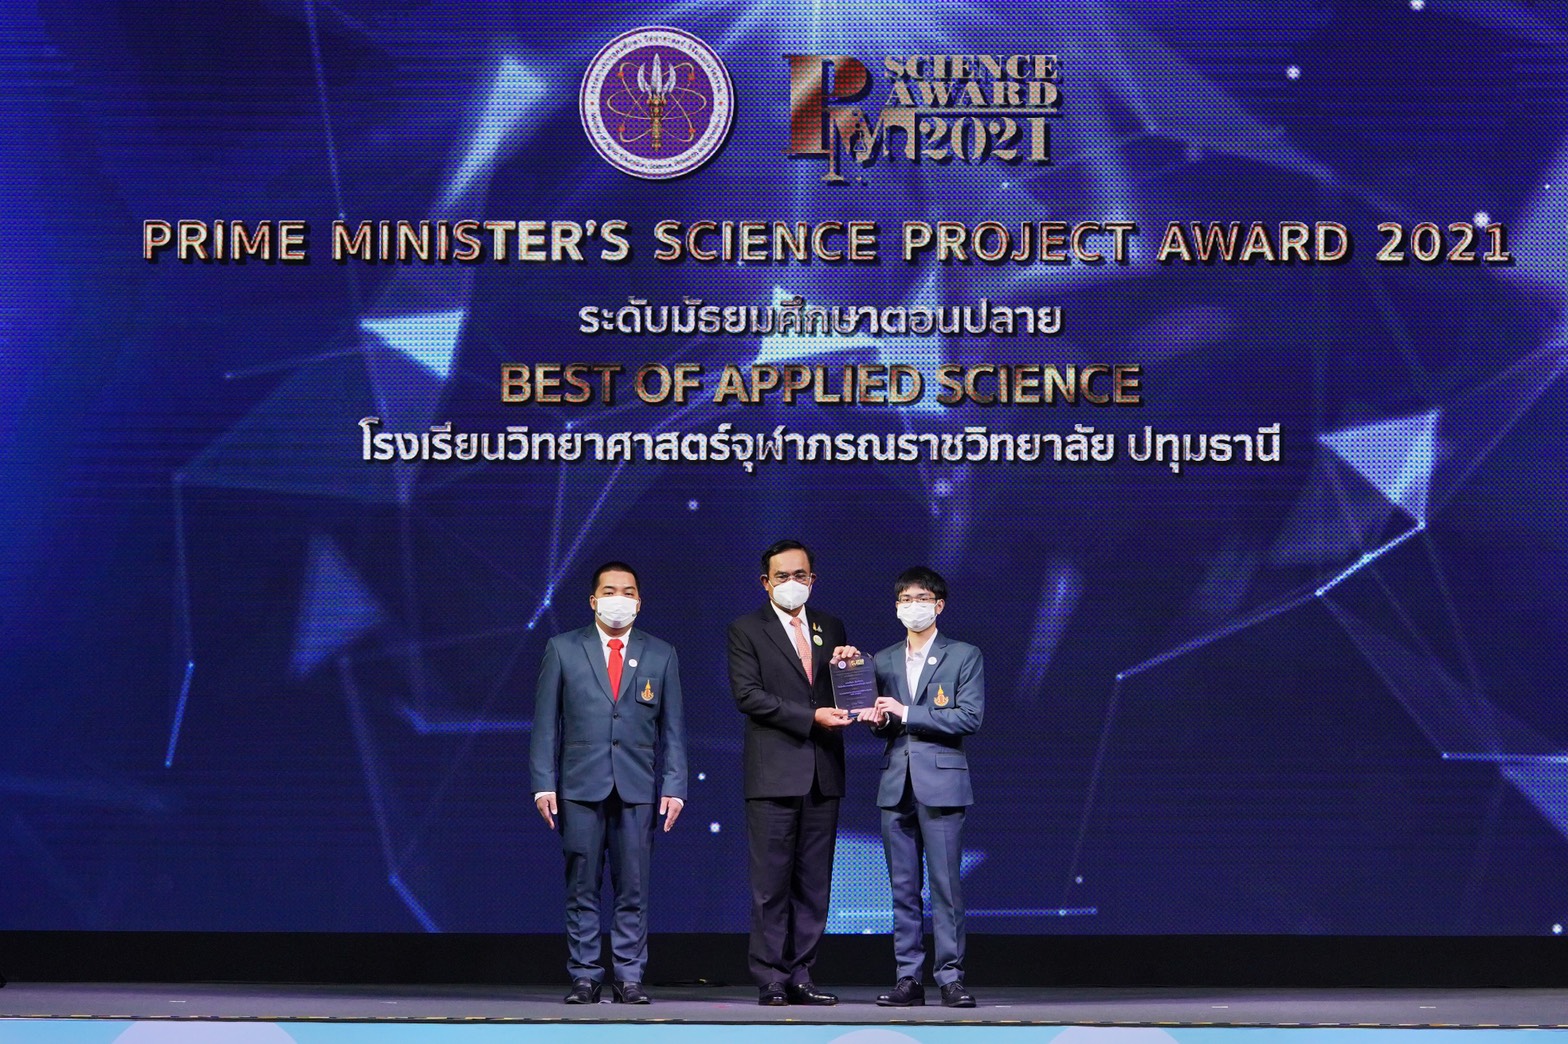 SCIENCE
AWARD
2021
PRIME MINISTER'S SCIENCE PROJECT AWARD 2021
ระดับมัธยมศึกษาตอนปลาย
BEST OF APPLIED SCIENCE
โรงเรียนวิทยาศาสตร์จุฬาภรณราชวิทยาลัย ปทุมธานี